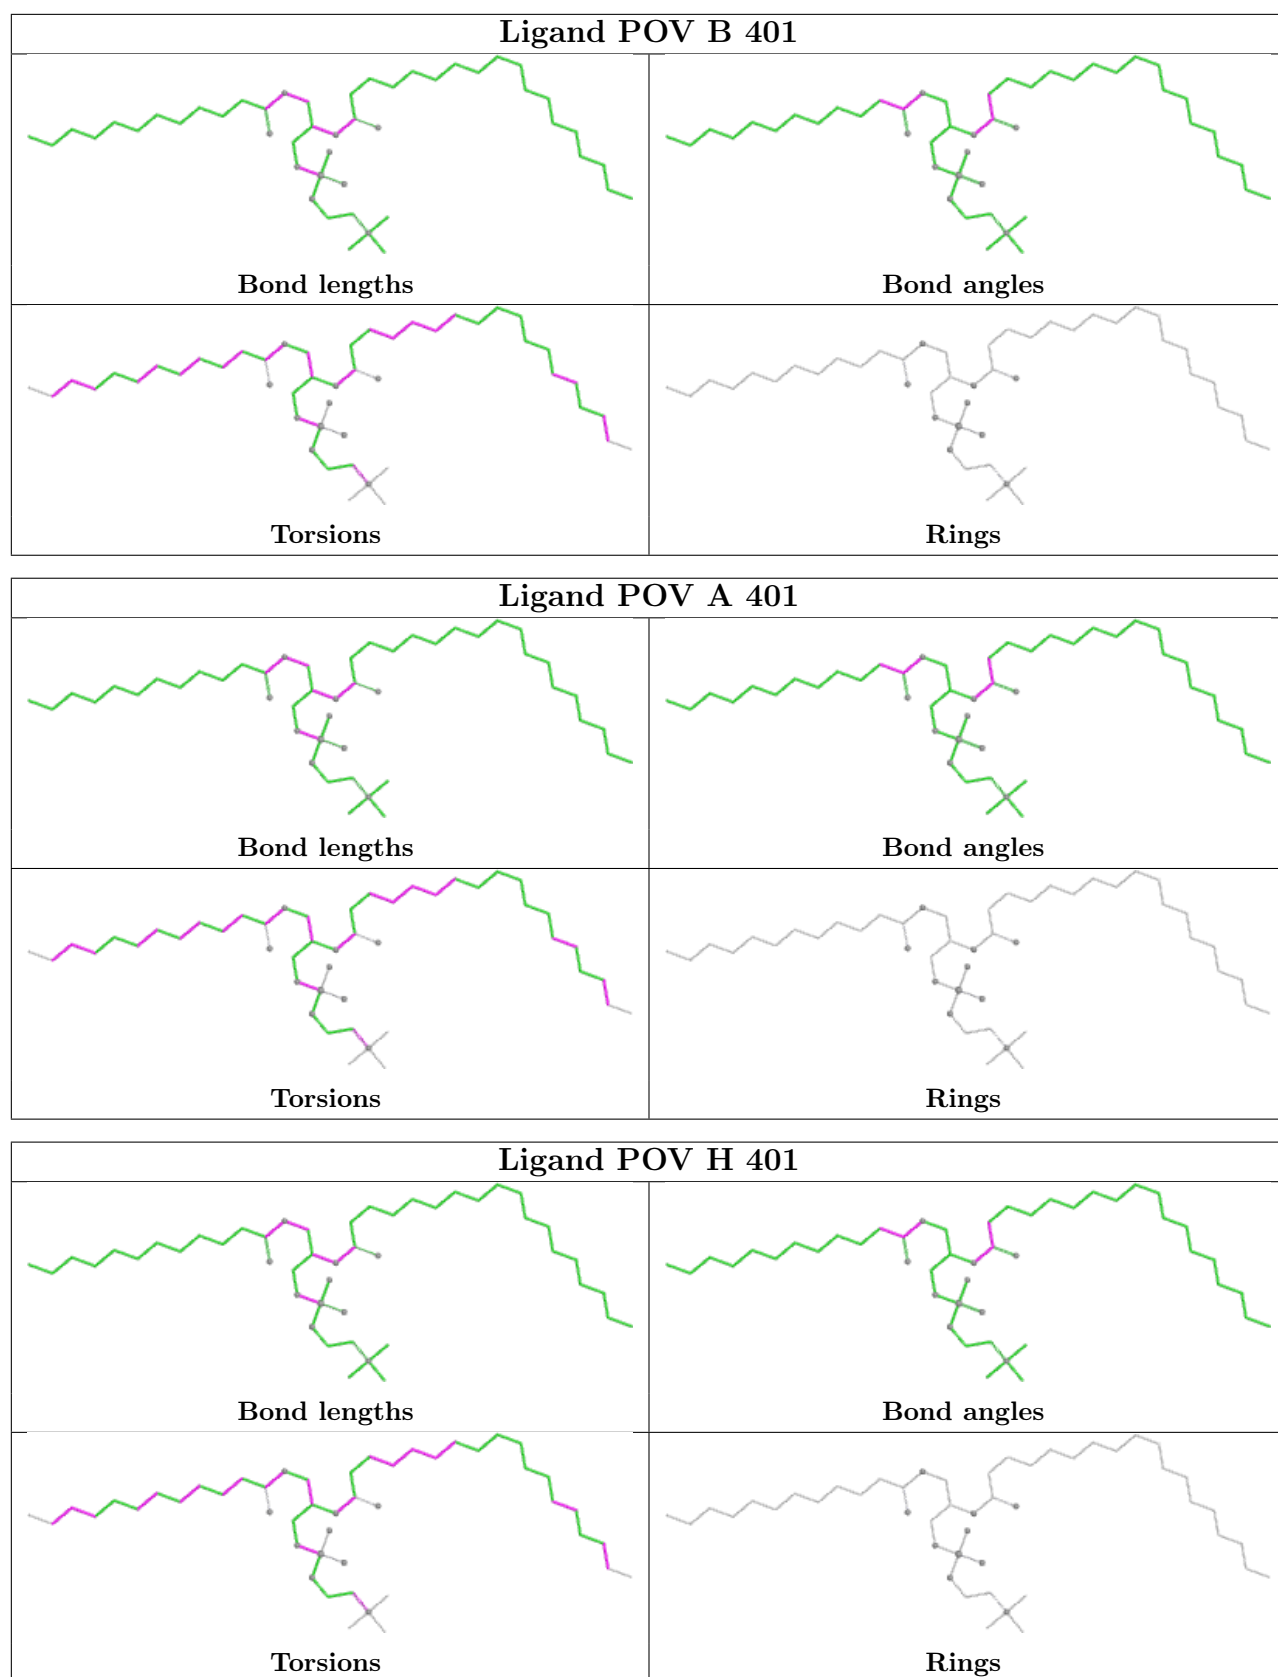 Ligand POV B 401
Bond lengths
Bond angles
Torsions
Rings
Ligand POV A 401
Bond lengths
Bond angles
Torsions
Rings
Ligand POV H 401
Bond lengths
Bond angles
Torsions
Rings